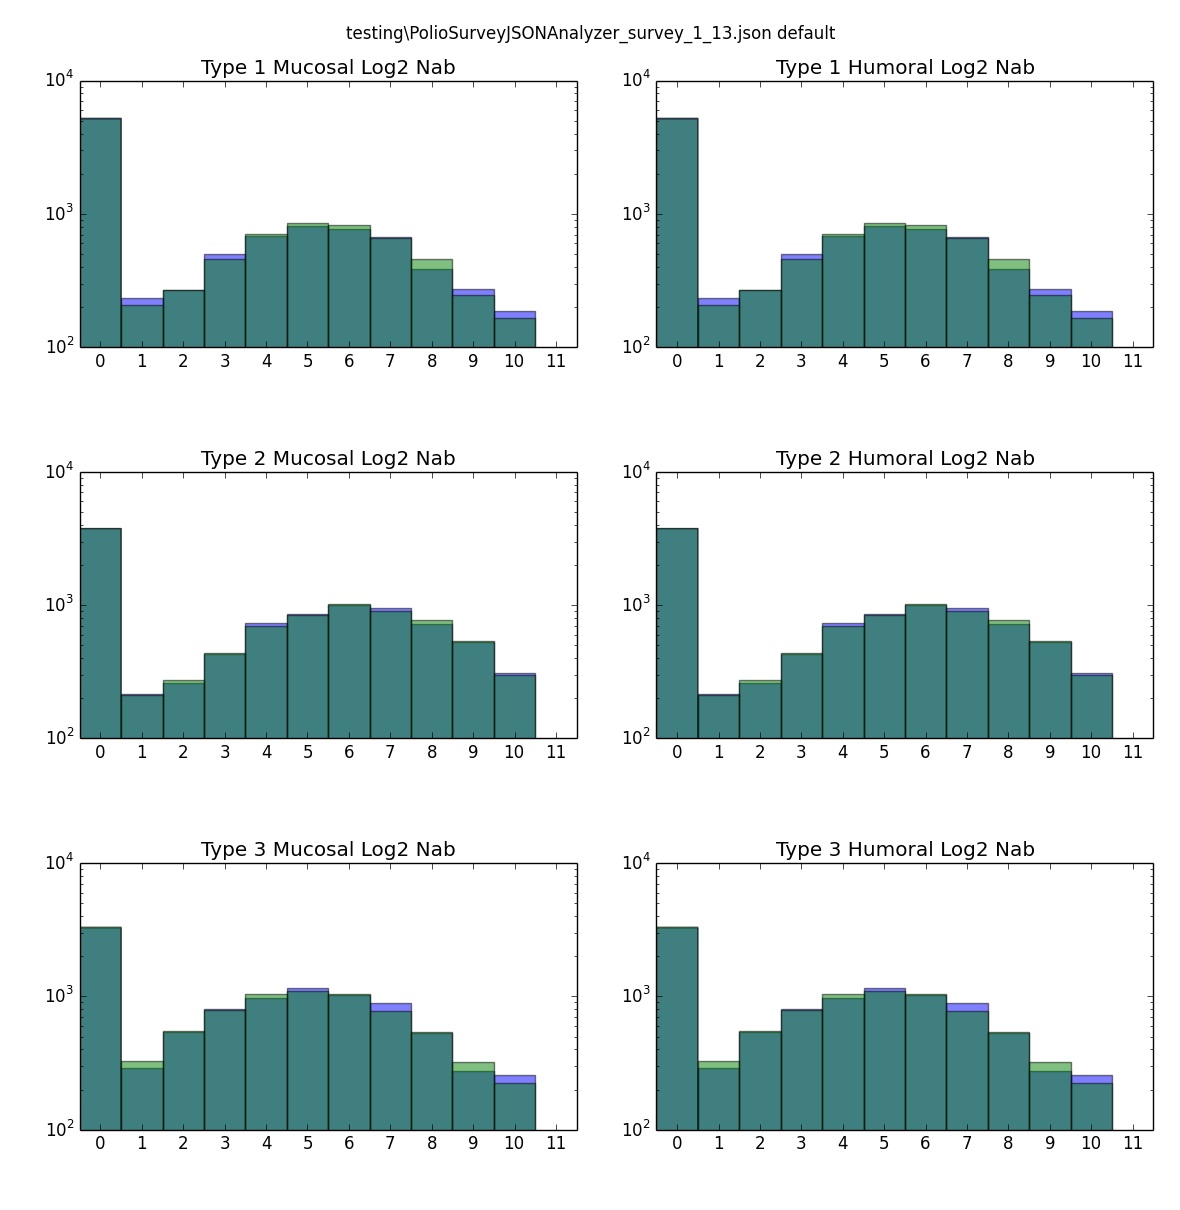 testing\PolioSurveyJSONAnalyzer_survey_1_13.json default
Type 1 Mucosal Log2 Nab
10^4
10^3
10^2
0 1 2 3 4 5 6 7 8 9 10 11
Type 1 Humoral Log2 Nab
10^4
10^3
10^2
0 1 2 3 4 5 6 7 8 9 10 11
Type 2 Mucosal Log2 Nab
10^4
10^3
10^2
0 1 2 3 4 5 6 7 8 9 10 11
Type 2 Humoral Log2 Nab
10^4
10^3
10^2
0 1 2 3 4 5 6 7 8 9 10 11
Type 3 Mucosal Log2 Nab
10^4
10^3
10^2
0 1 2 3 4 5 6 7 8 9 10 11
Type 3 Humoral Log2 Nab
10^4
10^3
10^2
0 1 2 3 4 5 6 7 8 9 10 11